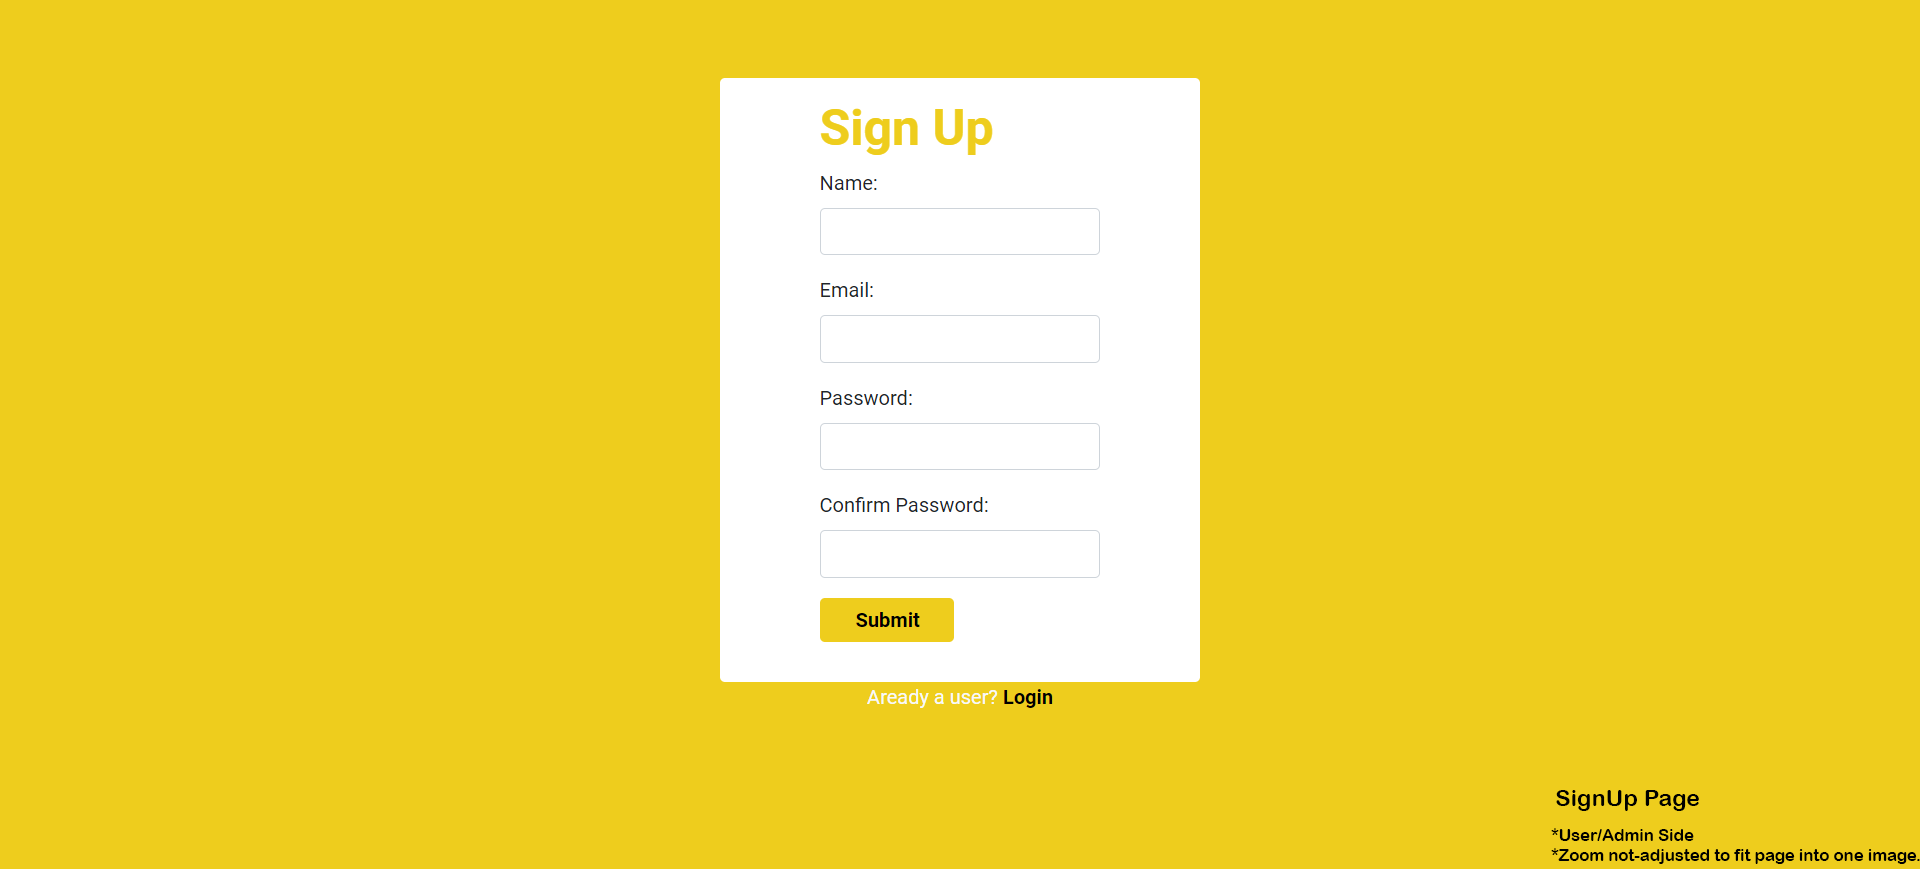 Sign Up
Name:
Email:
Password:
Confirm Password:
Submit
Aready a user? Login
SignUp Page
*User/Admin Side
*Zoom not-adjusted to fit page into one image.